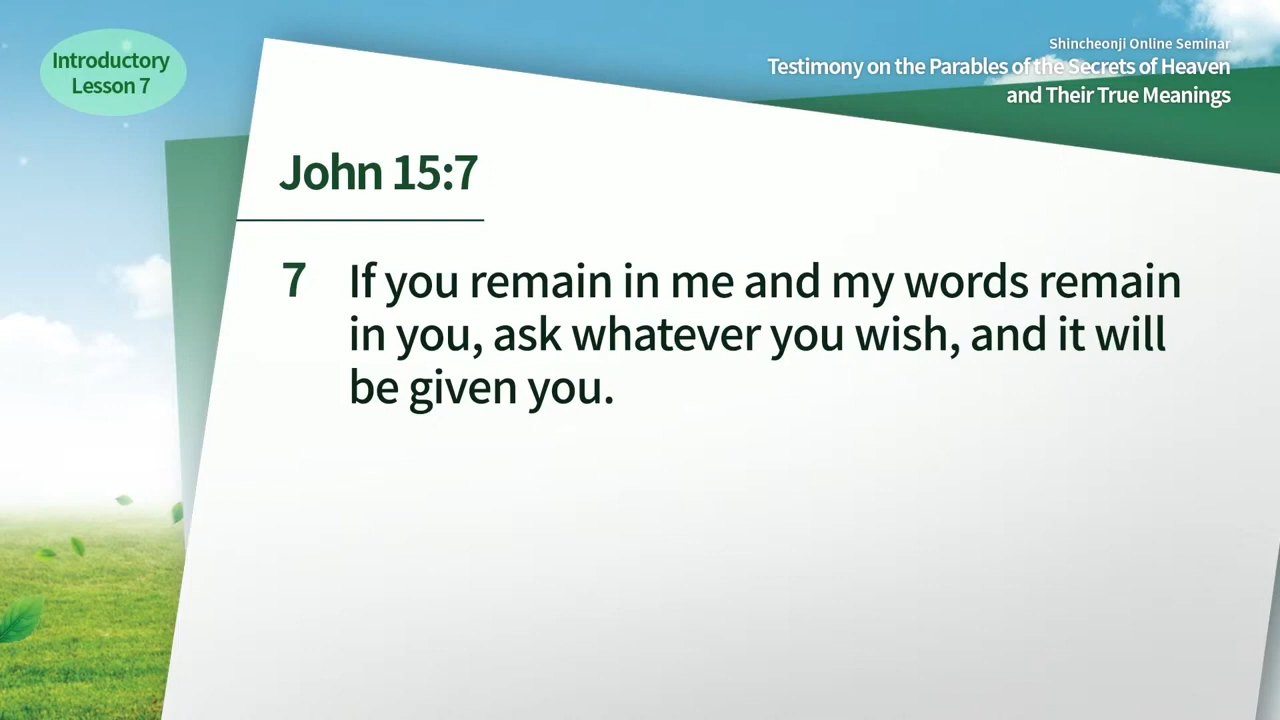 Introductory
Lesson 7
Shincheonji Online Seminar
Testimony on the Parables of the Secrets of Heaven
and Their True Meanings
John 15:7
7 If you remain in me and my words remain
in you, ask whatever you wish, and it will
be given you.